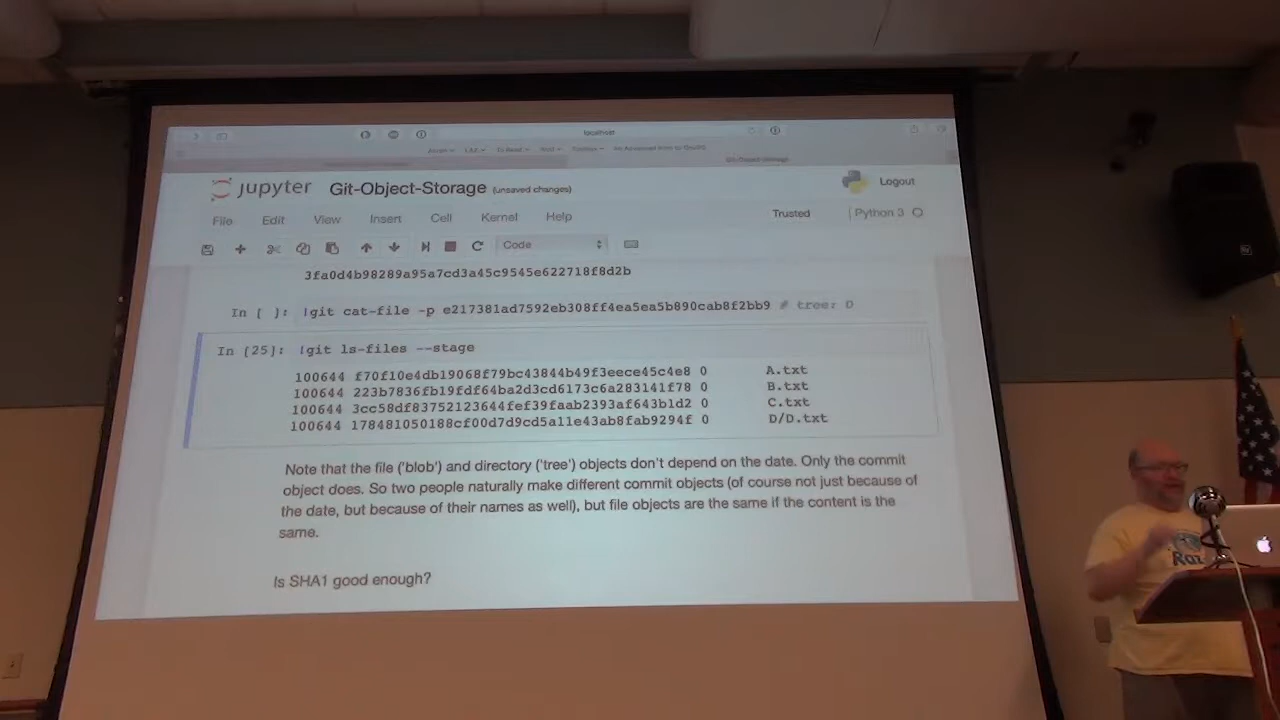 localhost
jupyter Git-Object-Storage (unsaved changes)
Logout
File Edit View Insert Cell Kernel Help
Trusted
Python 3
Code
3fa0d4b98289a95a7cd3a45c9545e622718f8d2b
In [ ]: !git cat-file -p e217381ad7592eb308ff4ea5ea5b890cab8f2bb9 # tree: D
In [25]: !git ls-files --stage
100644 f70f10e4db19068f79bc43844b49f3eece45c4e8 0 A.txt
100644 223b7836fb19fdf64ba2d3cd6173c6a283141f78 0 B.txt
100644 3cc58df83752123644fef39faab2393af643b1d2 0 C.txt
100644 178481050188cf00d7d9cd5a11e43ab8fab9294f 0 D/D.txt
Note that the file ('blob') and directory ('tree') objects don't depend on the date. Only the commit
object does. So two people naturally make different commit objects (of course not just because of
the date, but because of their names as well), but file objects are the same if the content is the
same.
Is SHA1 good enough?